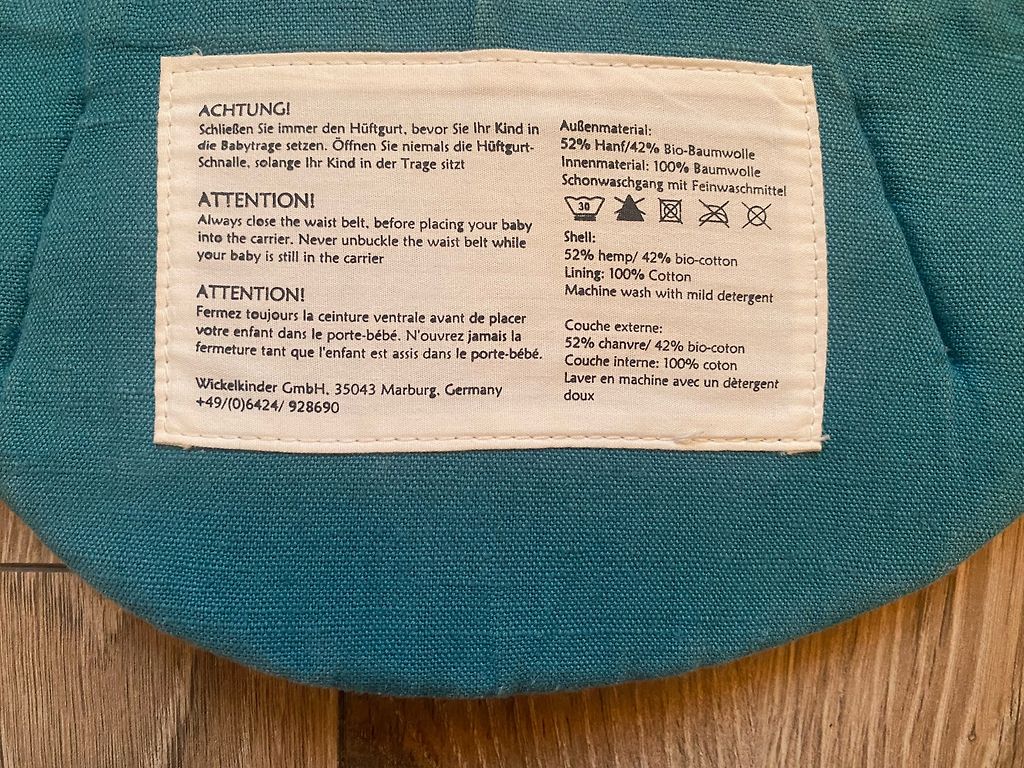 ACHTUNG!
Schließen Sie immer den Hüftgurt, bevor Sie Ihr Kind in
die Babytrage setzen. Öffnen Sie niemals die Hüftgurt-
Schnalle, solange Ihr Kind in der Trage sitzt
ATTENTION!
Always close the waist belt, before placing your baby
into the carrier. Never unbuckle the waist belt while
your baby is still in the carrier
ATTENTION!
Fermez toujours la ceinture ventrale avant de placer
votre enfant dans le porte-bébé. N'ouvrez jamais la
fermeture tant que l'enfant est assis dans le porte-bébé.
Wickelkinder GmbH, 35043 Marburg, Germany
+49/(0)6424/ 928690
Außenmaterial:
52% Hanf/42% Bio-Baumwolle
Innenmaterial: 100% Baumwolle
Schonwaschgang mit Feinwaschmittel
30
Shell:
52% hemp/ 42% bio-cotton
Lining: 100% Cotton
Machine wash with mild detergent
Couche externe:
52% chanvre/ 42% bio-coton
Couche interne: 100% coton
Laver en machine avec un dètergent
doux